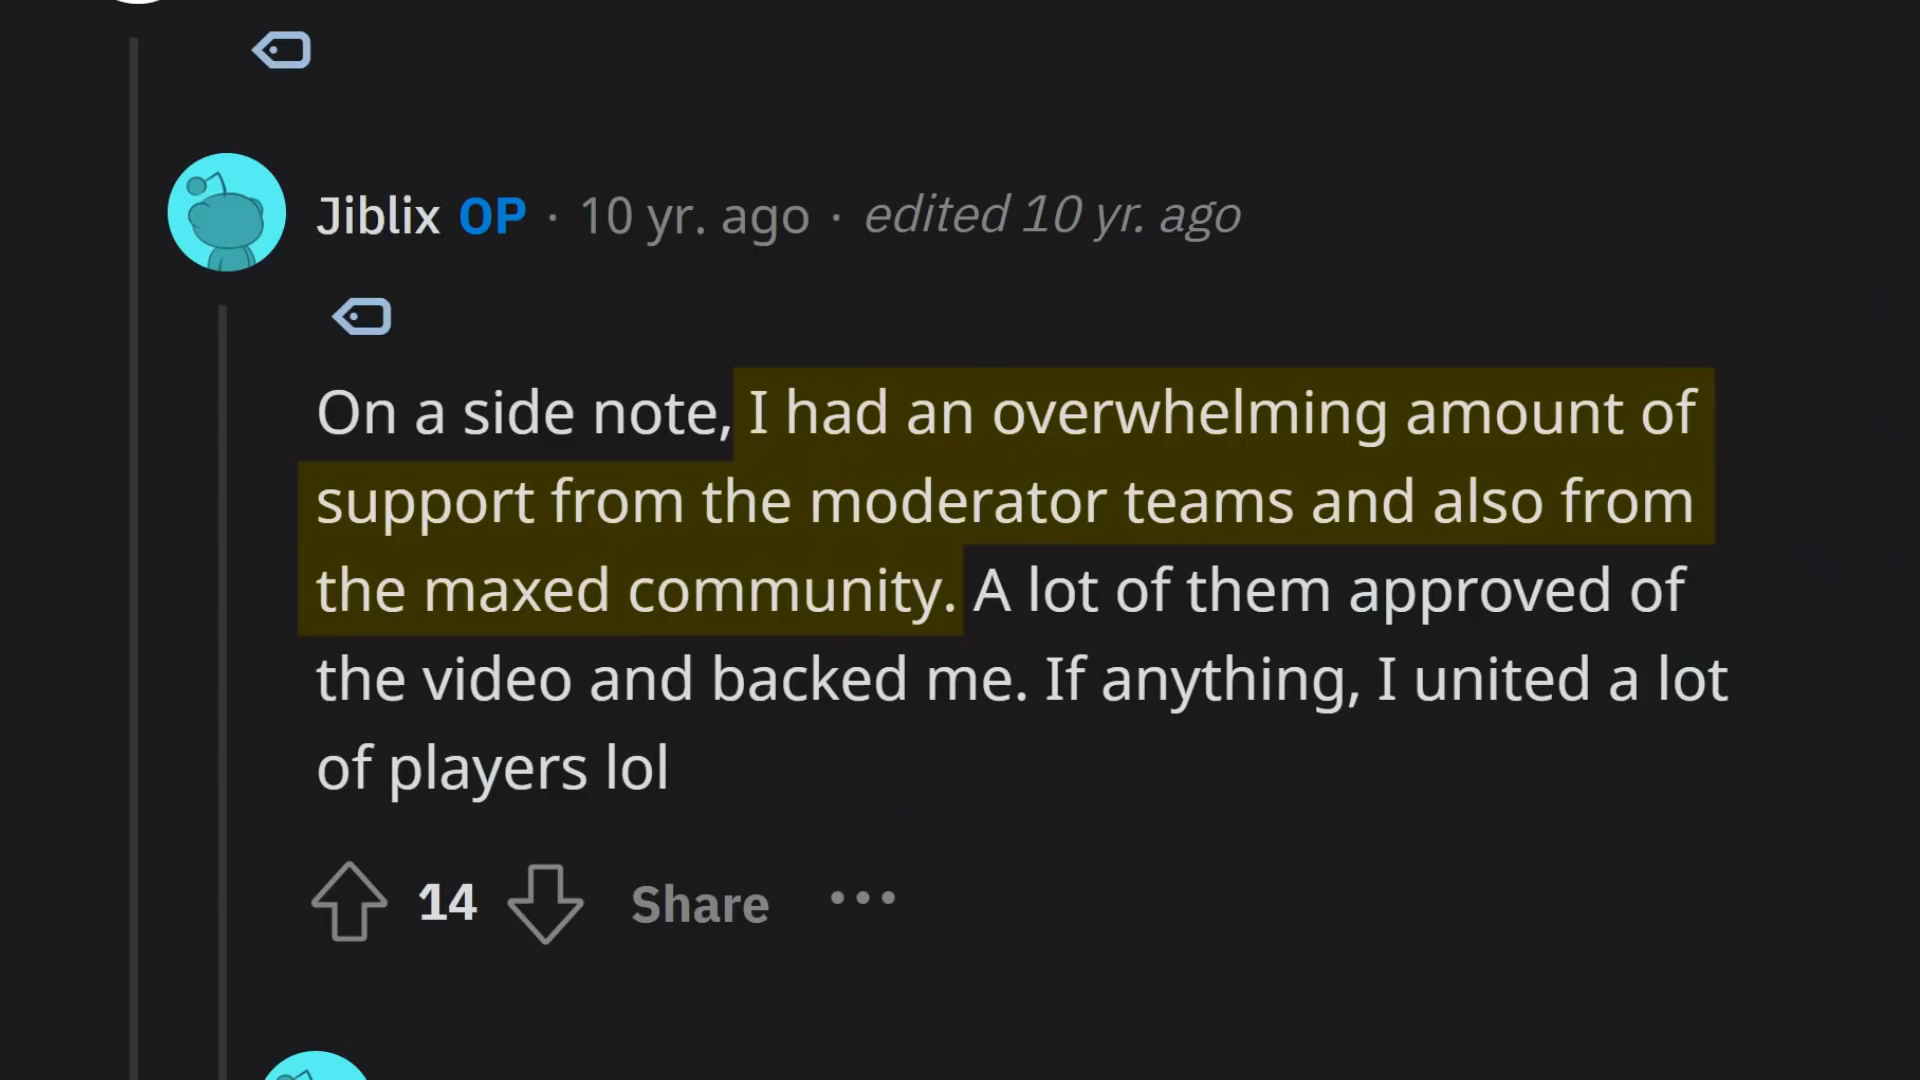 Jiblix OP · 10 yr. ago · edited 10 yr. ago
On a side note, I had an overwhelming amount of
support from the moderator teams and also from
the maxed community. A lot of them approved of
the video and backed me. If anything, I united a lot
of players lol
14 Share ...